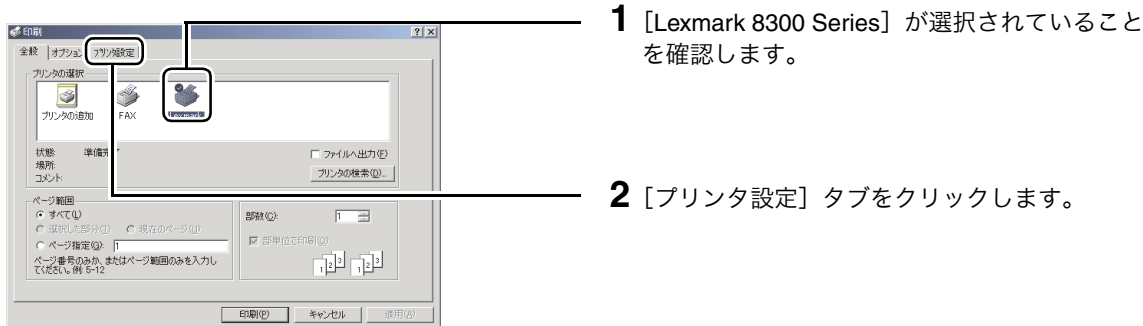 印刷
全般 オプション プリンタ設定
プリンタの選択
プリンタの追加 FAX Lexmark
状態: 準備完了
場所:
コメント:
ファイルへ出力(F)
プリンタの検索(D)...
ページ範囲
すべて(L)
選択した部分(T) 現在のページ(U)
ページ指定(G): 1
ページ番号のみか、またはページ範囲のみを入力し
てください。例: 5-12
部数(C): 1
部単位で印刷(O)
1 2 3 1 2 3
印刷(P) キャンセル 適用(A)
1 [Lexmark 8300 Series] が選択されていること
を確認します。
2 [プリンタ設定] タブをクリックします。